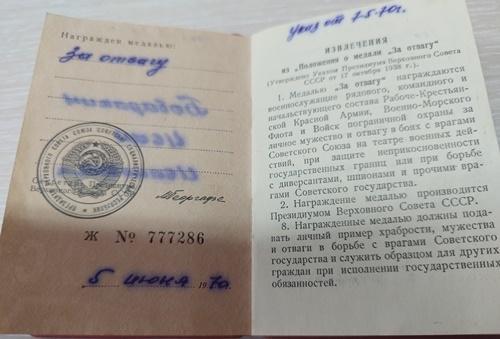 Награжден медалью:
За отвагу
Ж № 777286
5 июня 1970г.
Указ от 7-5-70г.
ИЗВЛЕЧЕНИЯ
из „Положения о медали „За отвагу“
(Утверждено Указом Президиума Верховного Совета
СССР от 17 октября 1938 г.)
1. Медалью „За отвагу“ награждаются
военнослужащие рядового, командного и
начальствующего состава Рабоче-Крестьян-
ской Красной Армии, Военно-Морского
Флота и Войск пограничной охраны за
личное мужество и отвагу в боях с врагами
Советского Союза на театре военных дей-
ствий, при защите неприкосновенности
государственных границ или при борьбе
с диверсантами, шпионами и прочими вра-
гами Советского государства.
2. Награждение медалью производится
Президиумом Верховного Совета СССР.
8. Награжденные медалью должны пода-
вать личный пример храбрости, мужества
и отваги в борьбе с врагами Советского
государства и служить образцом для других
граждан при исполнении государственных
обязанностей.